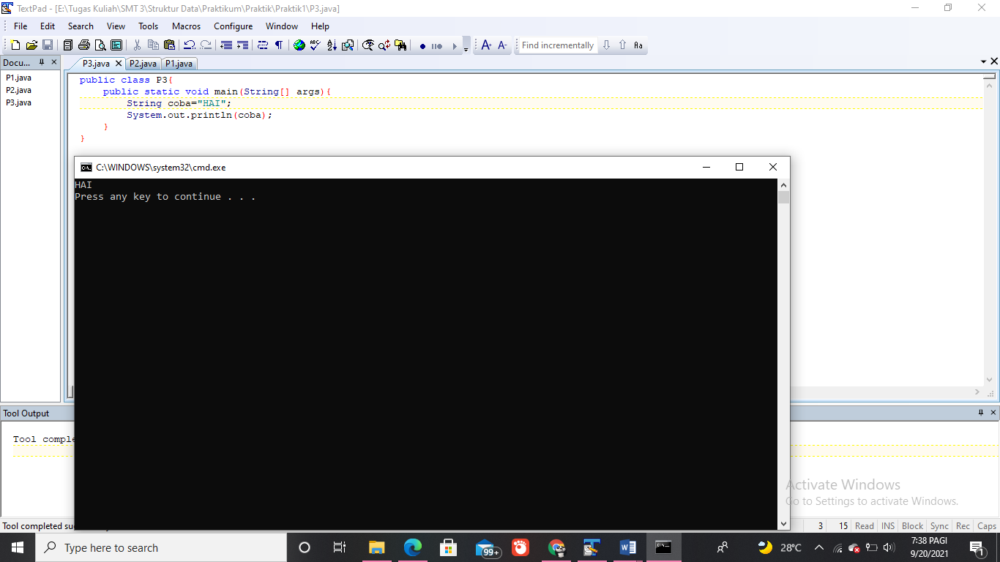 TextPad - [E:\Tugas Kuliah\SMT 3\Struktur Data\Praktikum\Praktik\Praktik1\P3.java]
File Edit Search View Tools Macros Configure Window Help
Find incrementally Aa
Docu...
P3.java P2.java P1.java
P1.java
P2.java
P3.java
public class P3{
public static void main(String[] args){
String coba="HAI";
System.out.println(coba);
}
}
C:\WINDOWS\system32\cmd.exe
HAI
Press any key to continue . . .
Tool Output
Tool comple
Activate Windows
Go to Settings to activate Windows.
Tool completed su
3 15 Read INS Block Sync Rec Caps
Type here to search
99+
28°C
7:38 PAGI
9/20/2021
1